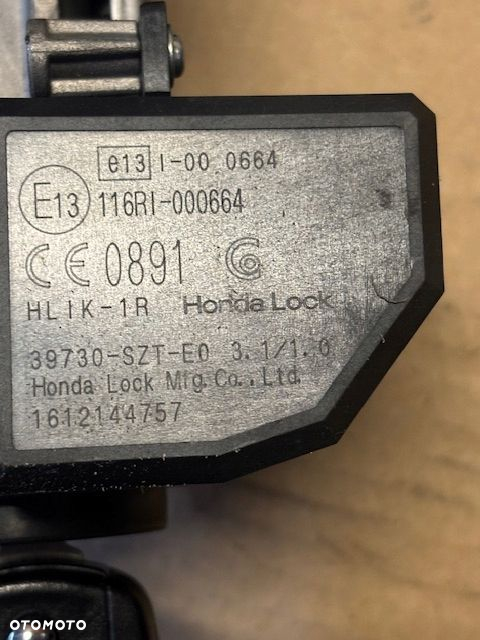 e13 I-00 0664
E13 116RI-000664
CE 0891
HLIK-1R Honda Lock
39730-SZT-E0 3.1/1.0
Honda Lock Mfg.Co.,Ltd.
1612144757
OTOMOTO